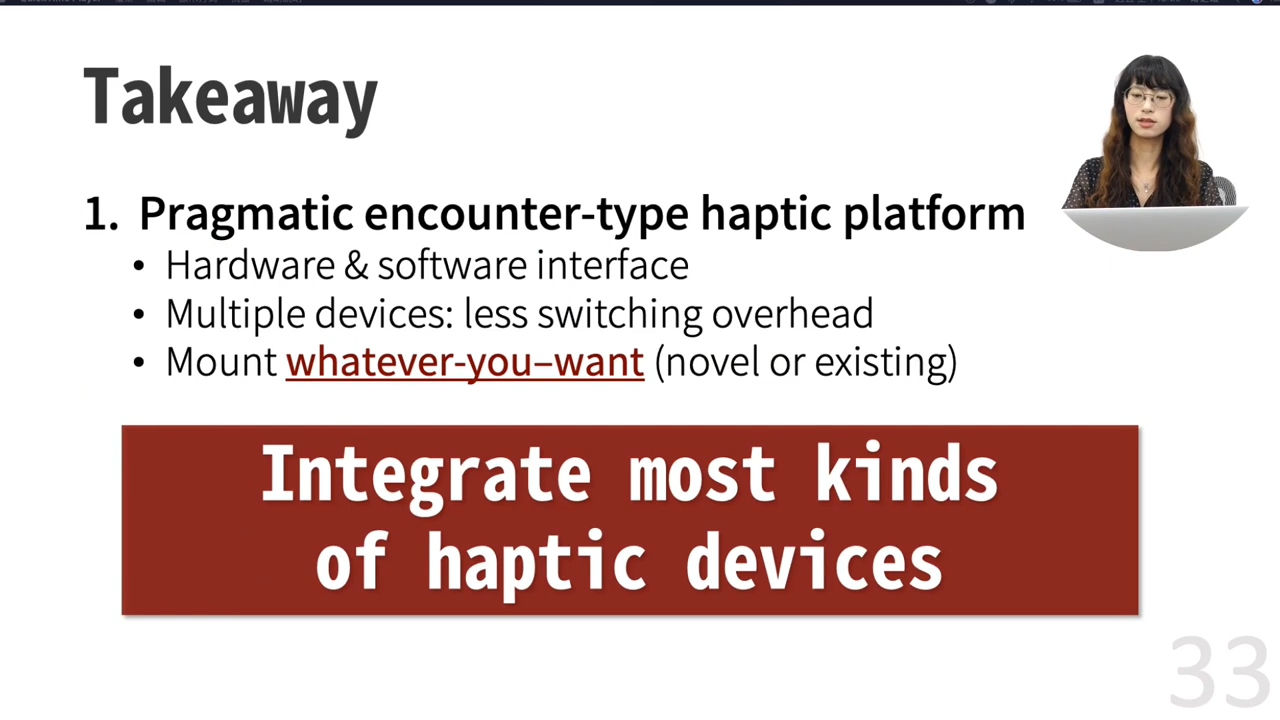 Takeaway
1. Pragmatic encounter-type haptic platform
• Hardware & software interface
• Multiple devices: less switching overhead
• Mount whatever-you–want (novel or existing)
Integrate most kinds
of haptic devices
33